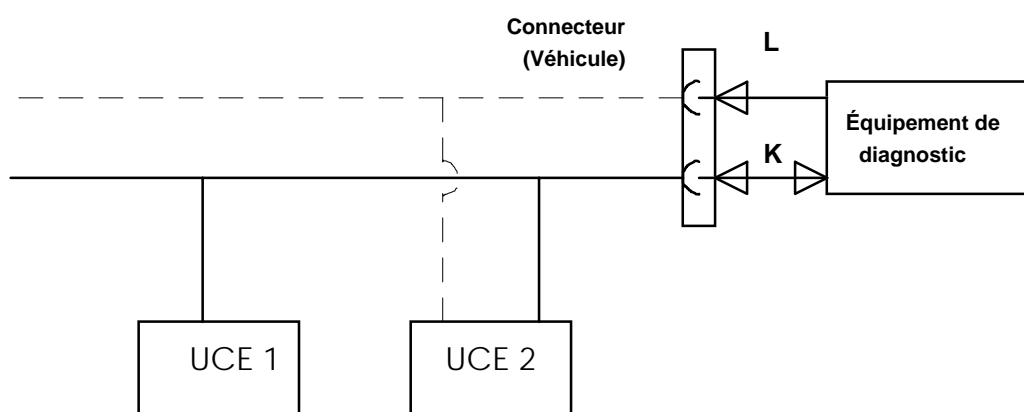 Connecteur
(Véhicule)
L
Équipement de
diagnostic
K
UCE 1
UCE 2